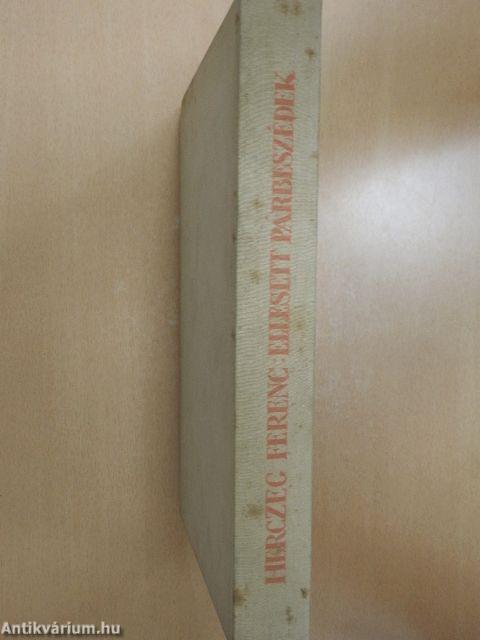 HERCZEG FERENC: ELLESETT PÁRBESZÉDEK
Antikvárium.hu